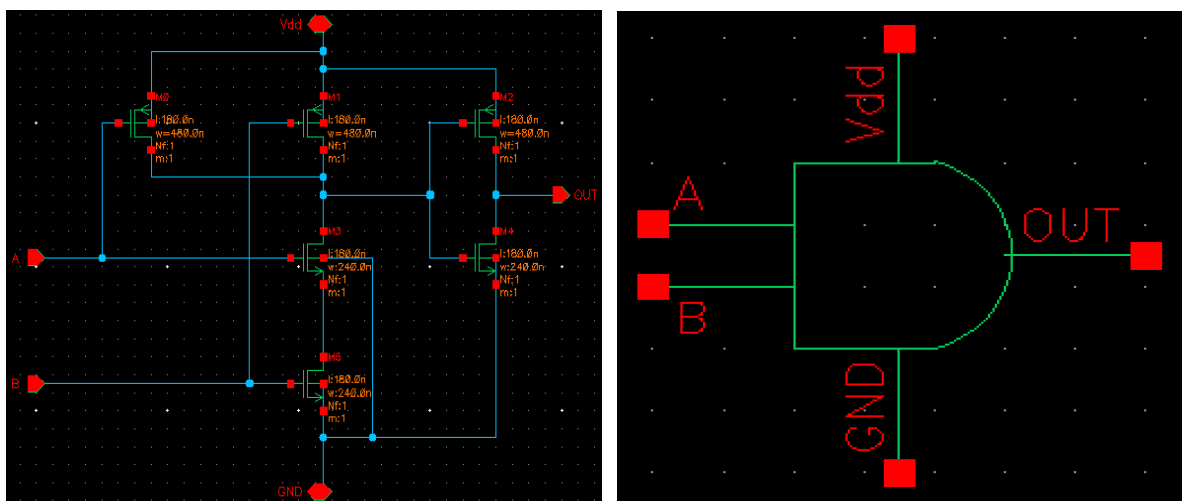 Vdd
M0
l:180.0n
w=480.0n
Nf:1
m:1
M1
l:180.0n
w=480.0n
Nf:1
m:1
M2
l:180.0n
w=480.0n
Nf:1
m:1
OUT
A
M3
l:180.0n
w:240.0n
Nf:1
m:1
M4
l:180.0n
w:240.0n
Nf:1
m:1
B
M5
l:180.0n
w:240.0n
Nf:1
m:1
GND
Vdd
A
OUT
B
GND